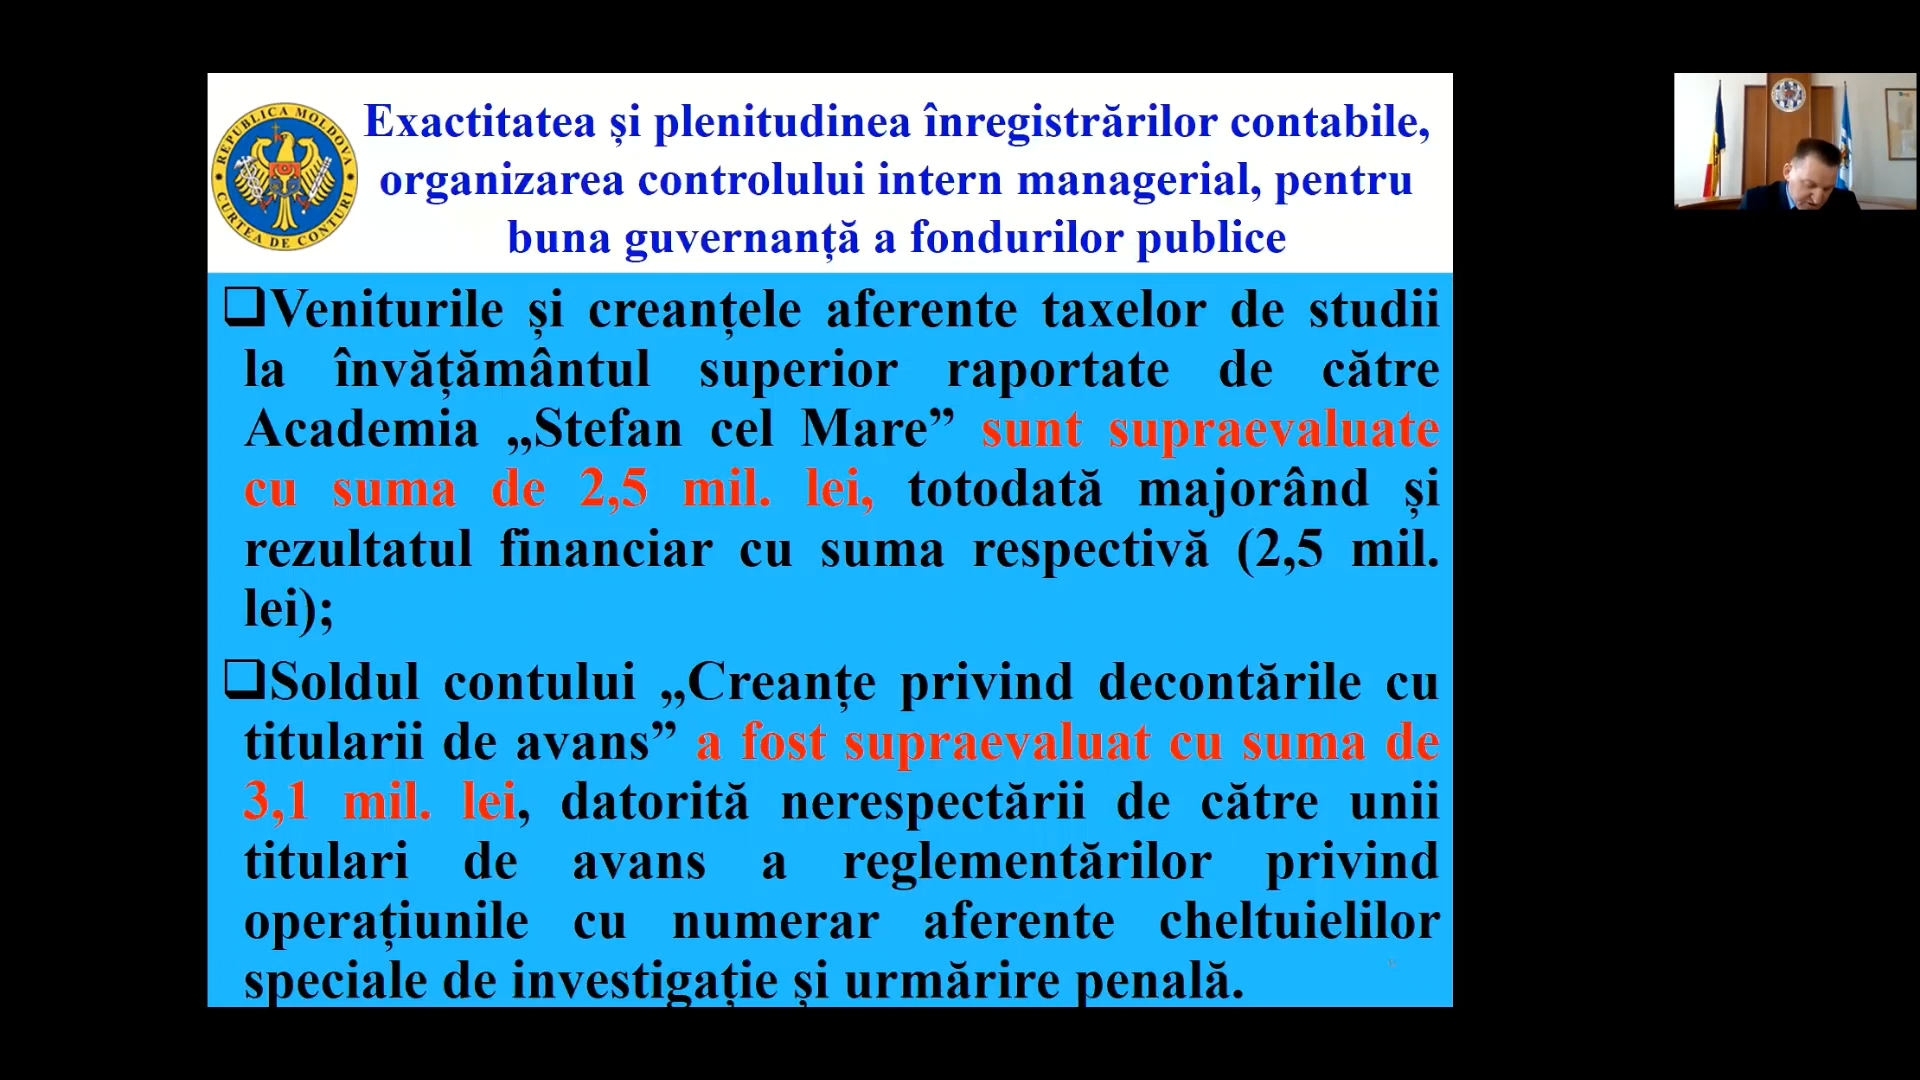 REPUBLICA MOLDOVA
CURTEA DE CONTURI
Exactitatea și plenitudinea înregistrărilor contabile,
organizarea controlului intern managerial, pentru
buna guvernanță a fondurilor publice
❑Veniturile și creanțele aferente taxelor de studii
la învățământul superior raportate de către
Academia „Stefan cel Mare” sunt supraevaluate
cu suma de 2,5 mil. lei, totodată majorând și
rezultatul financiar cu suma respectivă (2,5 mil.
lei);
❑Soldul contului „Creanțe privind decontările cu
titularii de avans” a fost supraevaluat cu suma de
3,1 mil. lei, datorită nerespectării de către unii
titulari de avans a reglementărilor privind
operațiunile cu numerar aferente cheltuielilor
speciale de investigație și urmărire penală.